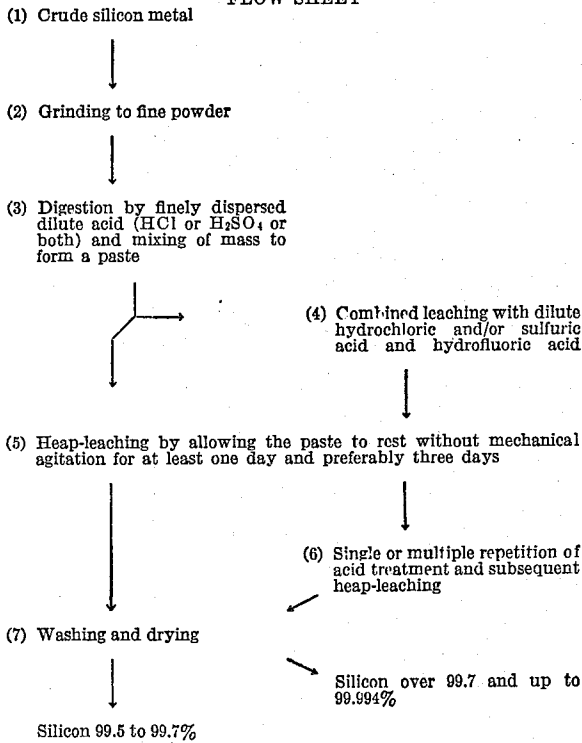 FLOW SHEET
(1) Crude silicon metal
(2) Grinding to fine powder
(3) Digestion by finely dispersed
dilute acid (HCl or H₂SO₄ or
both) and mixing of mass to
form a paste
(4) Combined leaching with dilute
hydrochloric and/or sulfuric
acid and hydrofluoric acid
(5) Heap-leaching by allowing the paste to rest without mechanical
agitation for at least one day and preferably three days
(6) Single or multiple repetition of
acid treatment and subsequent
heap-leaching
(7) Washing and drying
Silicon over 99.7 and up to
99.994%
Silicon 99.5 to 99.7%